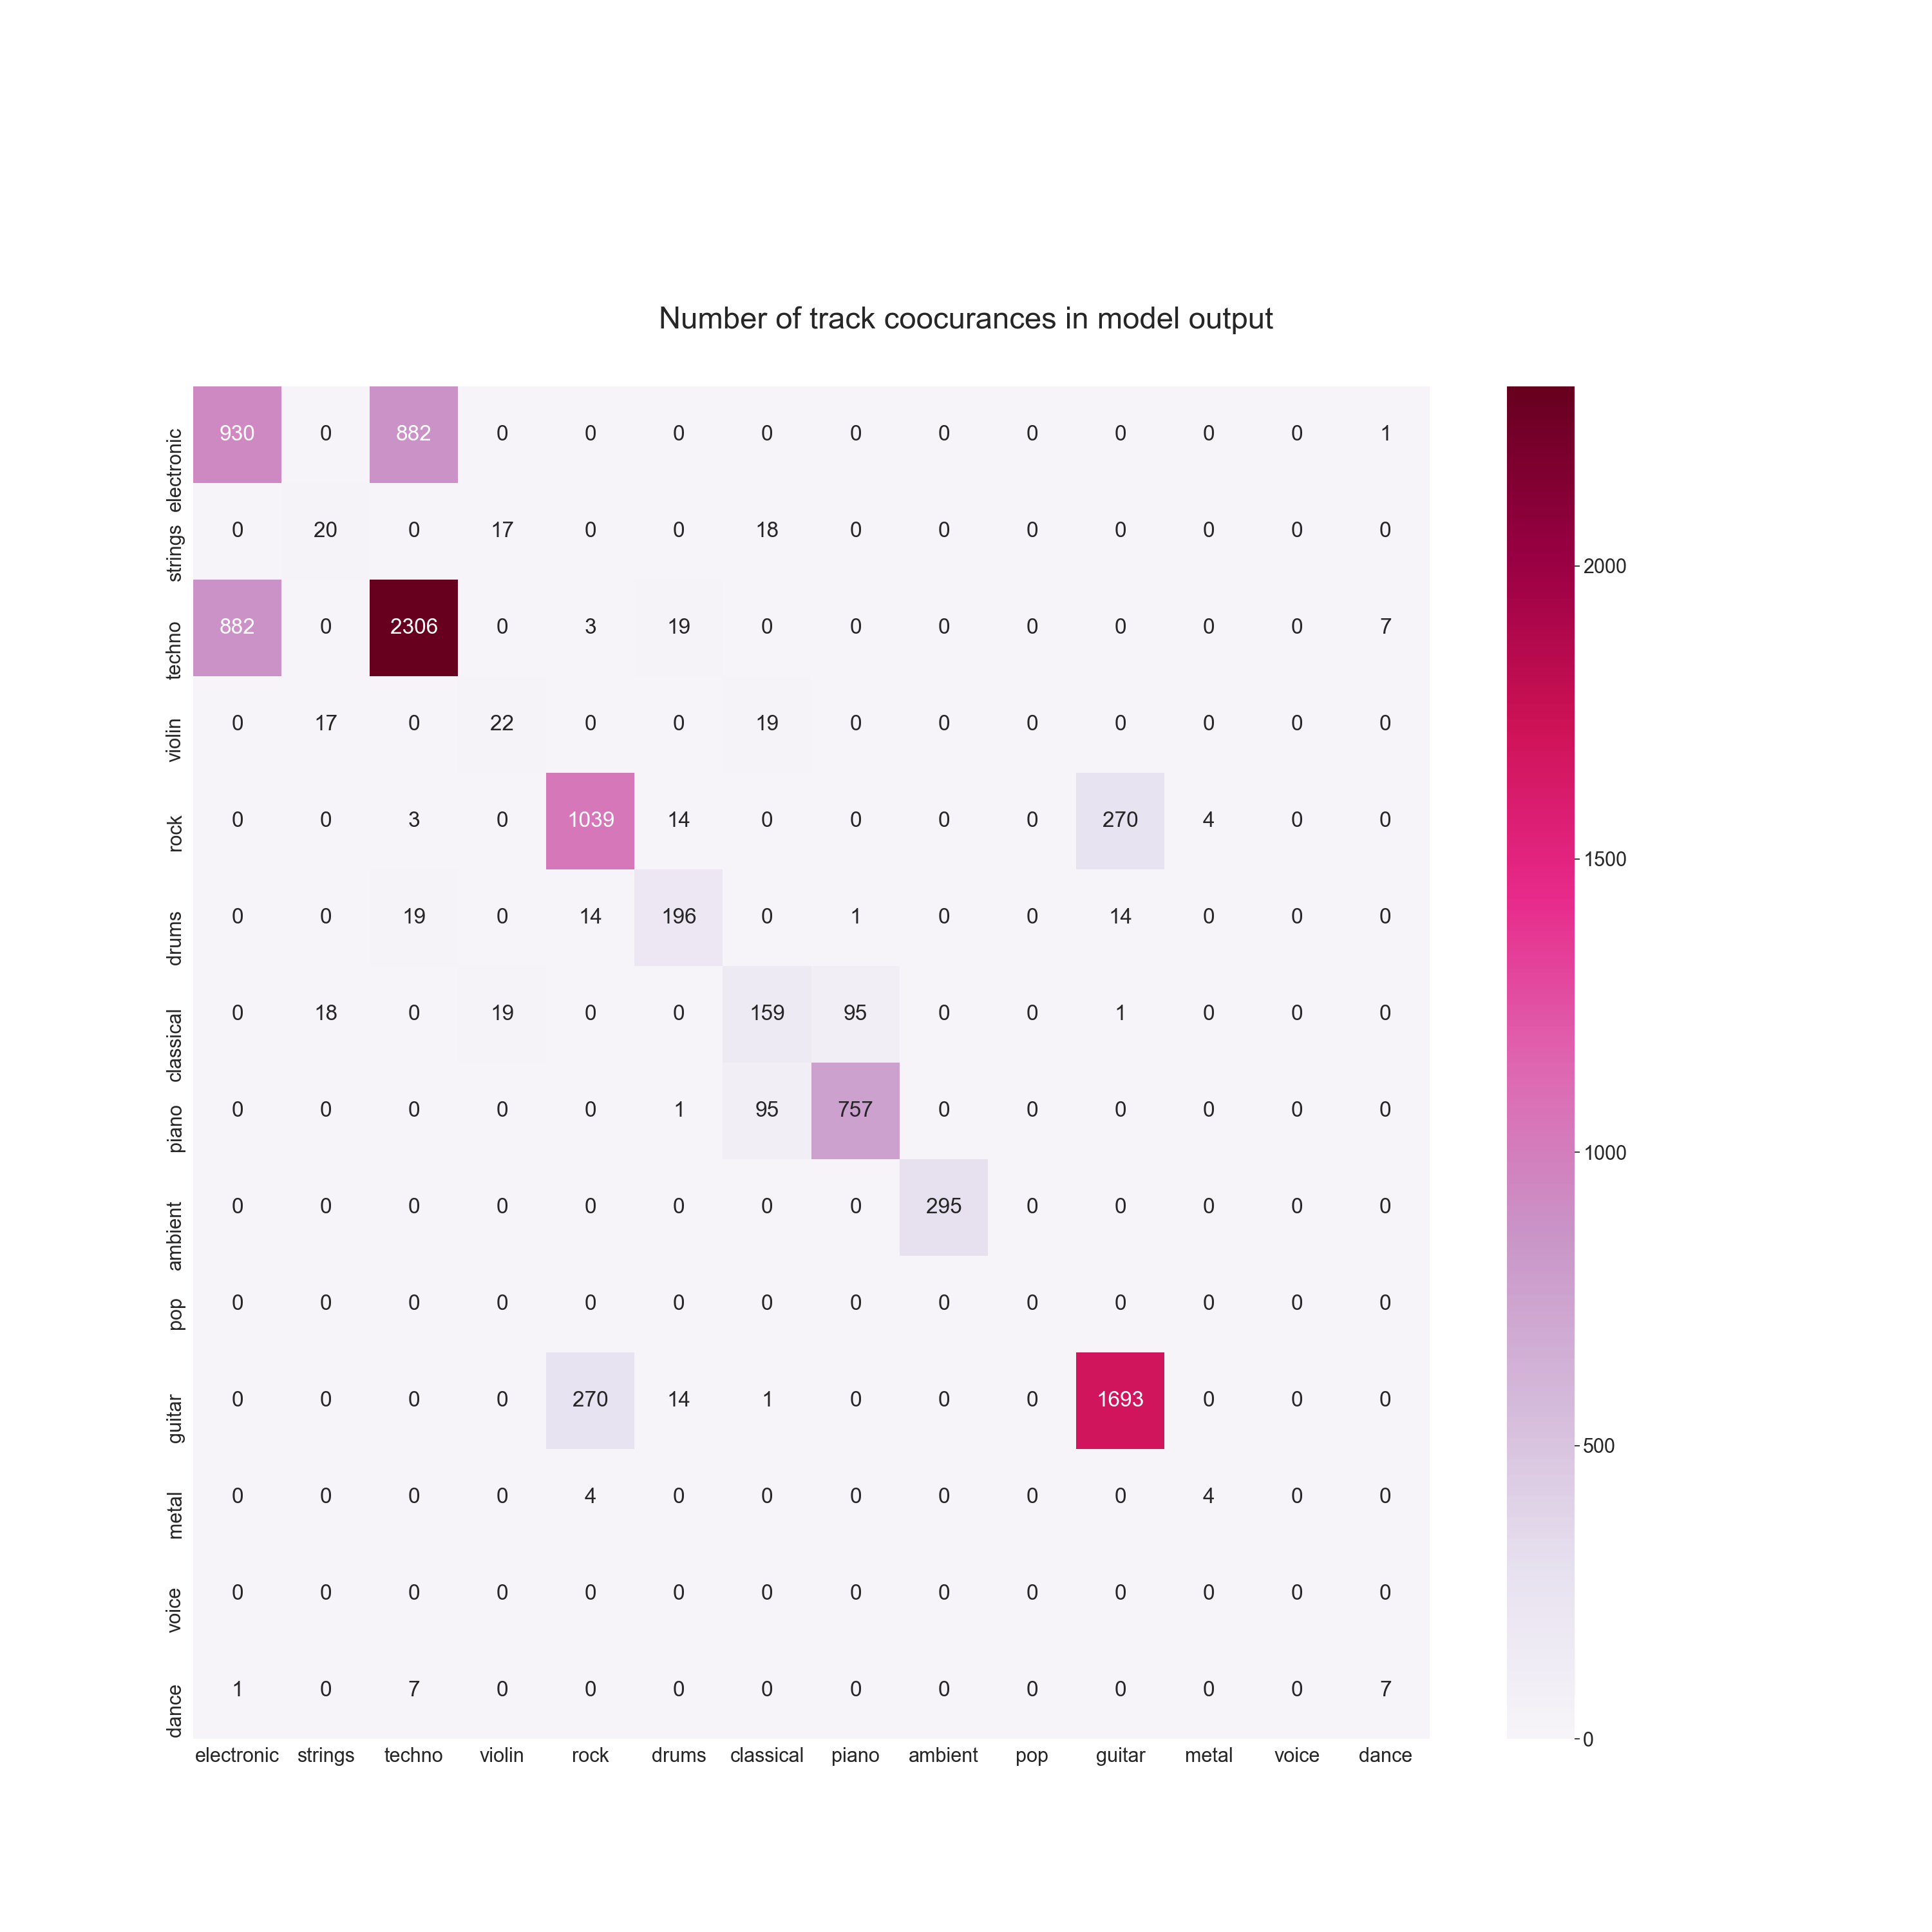 Number of track coocurances in model output
electronic 930 0 882 0 0 0 0 0 0 0 0 0 0 1
strings 0 20 0 17 0 0 18 0 0 0 0 0 0 0
techno 882 0 2306 0 3 19 0 0 0 0 0 0 0 7
violin 0 17 0 22 0 0 19 0 0 0 0 0 0 0
rock 0 0 3 0 1039 14 0 0 0 0 270 4 0 0
drums 0 0 19 0 14 196 0 1 0 0 14 0 0 0
classical 0 18 0 19 0 0 159 95 0 0 1 0 0 0
piano 0 0 0 0 0 1 95 757 0 0 0 0 0 0
ambient 0 0 0 0 0 0 0 0 295 0 0 0 0 0
pop 0 0 0 0 0 0 0 0 0 0 0 0 0 0
guitar 0 0 0 0 270 14 1 0 0 0 1693 0 0 0
metal 0 0 0 0 4 0 0 0 0 0 0 4 0 0
voice 0 0 0 0 0 0 0 0 0 0 0 0 0 0
dance 1 0 7 0 0 0 0 0 0 0 0 0 0 7
electronic strings techno violin rock drums classical piano ambient pop guitar metal voice dance
2000
1500
1000
500
0